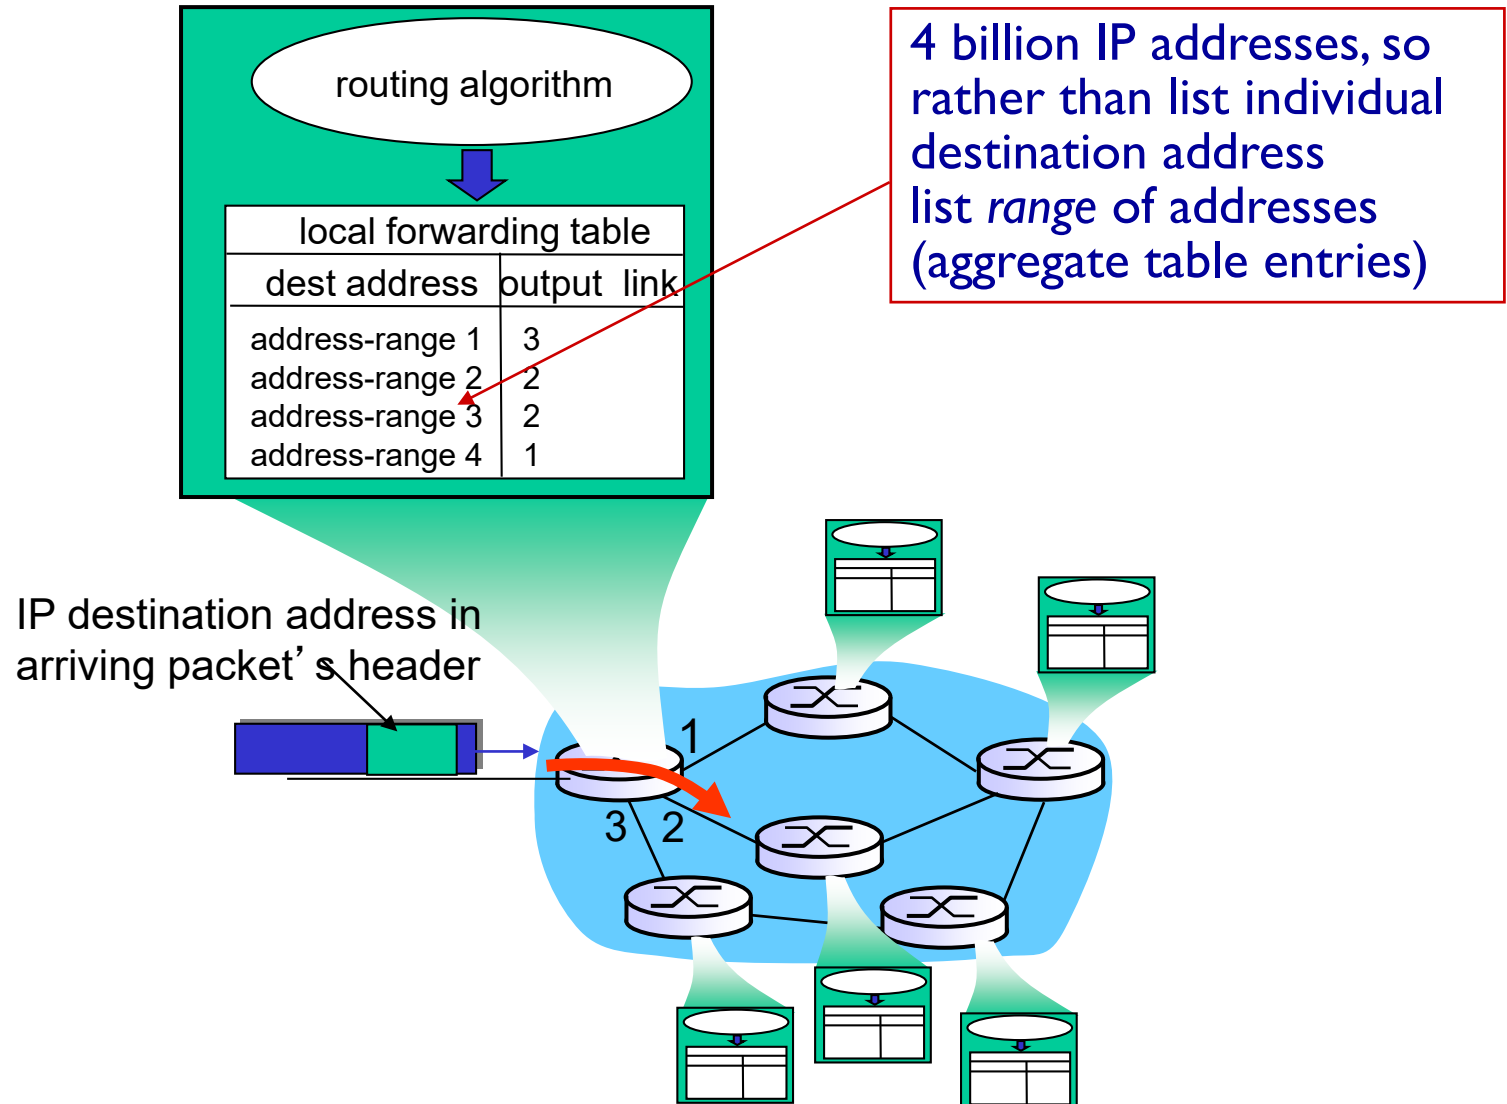 routing algorithm
local forwarding table
dest address output link
address-range 1 3
address-range 2 2
address-range 3 2
address-range 4 1
4 billion IP addresses, so
rather than list individual
destination address
list range of addresses
(aggregate table entries)
IP destination address in
arriving packet’s header
1
3 2